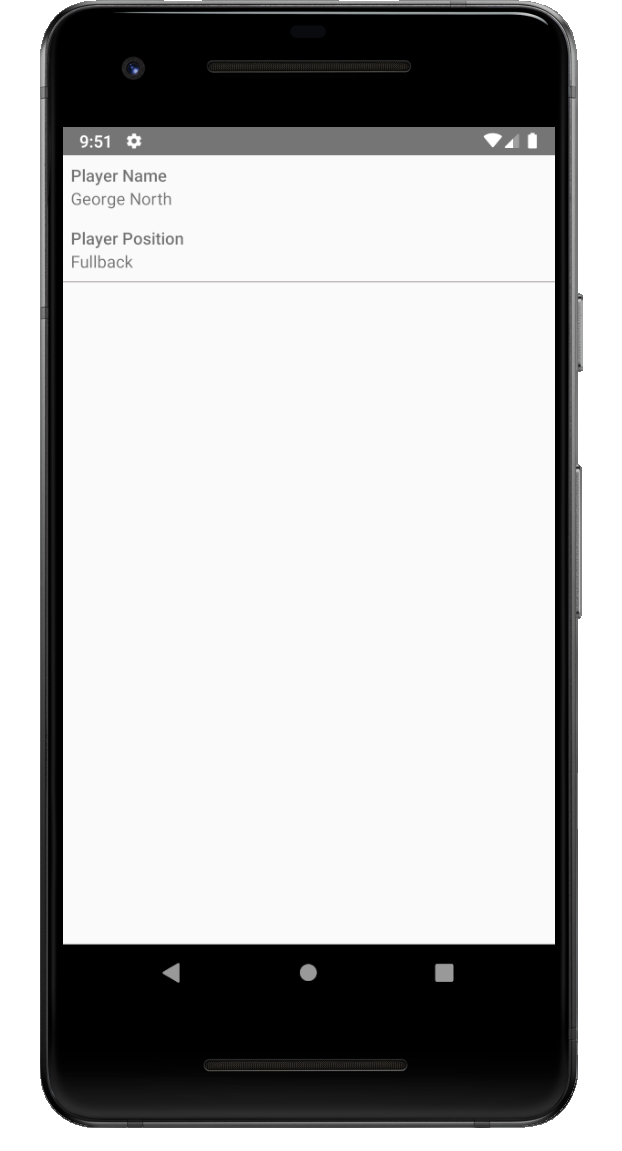 9:51
Player Name
George North
Player Position
Fullback